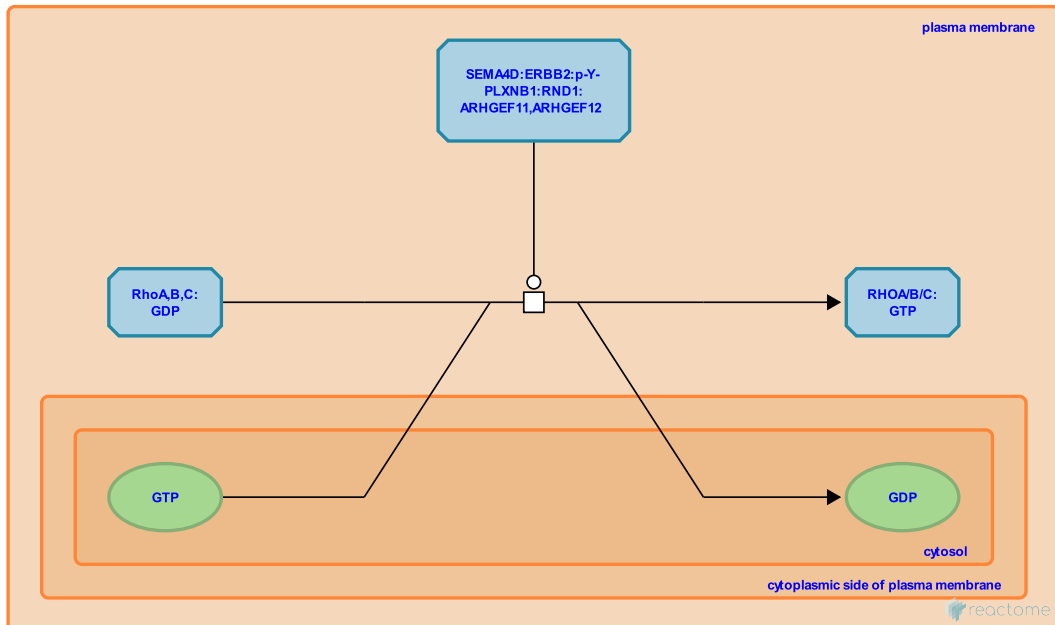 plasma membrane
SEMA4D:ERBB2:p-Y-
PLXNB1:RND1:
ARHGEF11,ARHGEF12
RhoA,B,C:
GDP
RHOA/B/C:
GTP
GTP
GDP
cytosol
cytoplasmic side of plasma membrane
reactome